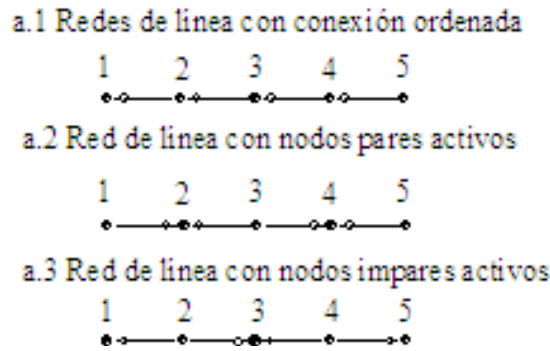 a.1 Redes de linea con conexión ordenada
1 2 3 4 5
a.2 Red de linea con nodos pares activos
1 2 3 4 5
a.3 Red de linea con nodos impares activos
1 2 3 4 5